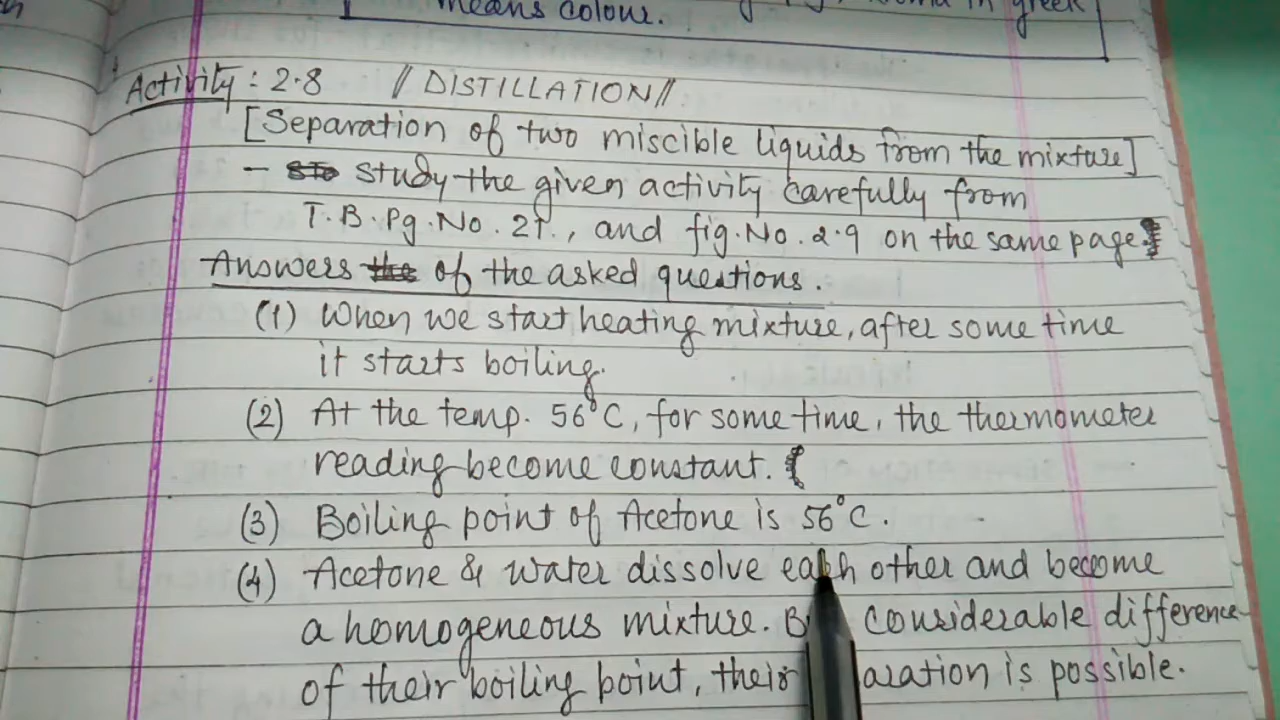 means colour. in greek
Activity : 2.8 // DISTILLATION //
[Separation of two miscible liquids from the mixture]
- study the given activity carefully from
T.B. Pg. No. 21., and fig. No. 2.9 on the same page.
Answers of the asked questions.
(1) When we start heating mixture, after some time
it starts boiling.
(2) At the temp. 56°C, for some time, the thermometer
reading become constant.
(3) Boiling point of Acetone is 56°C.
(4) Acetone & water dissolve each other and become
a homogeneous mixture. considerable difference
of their boiling point, their is possible.